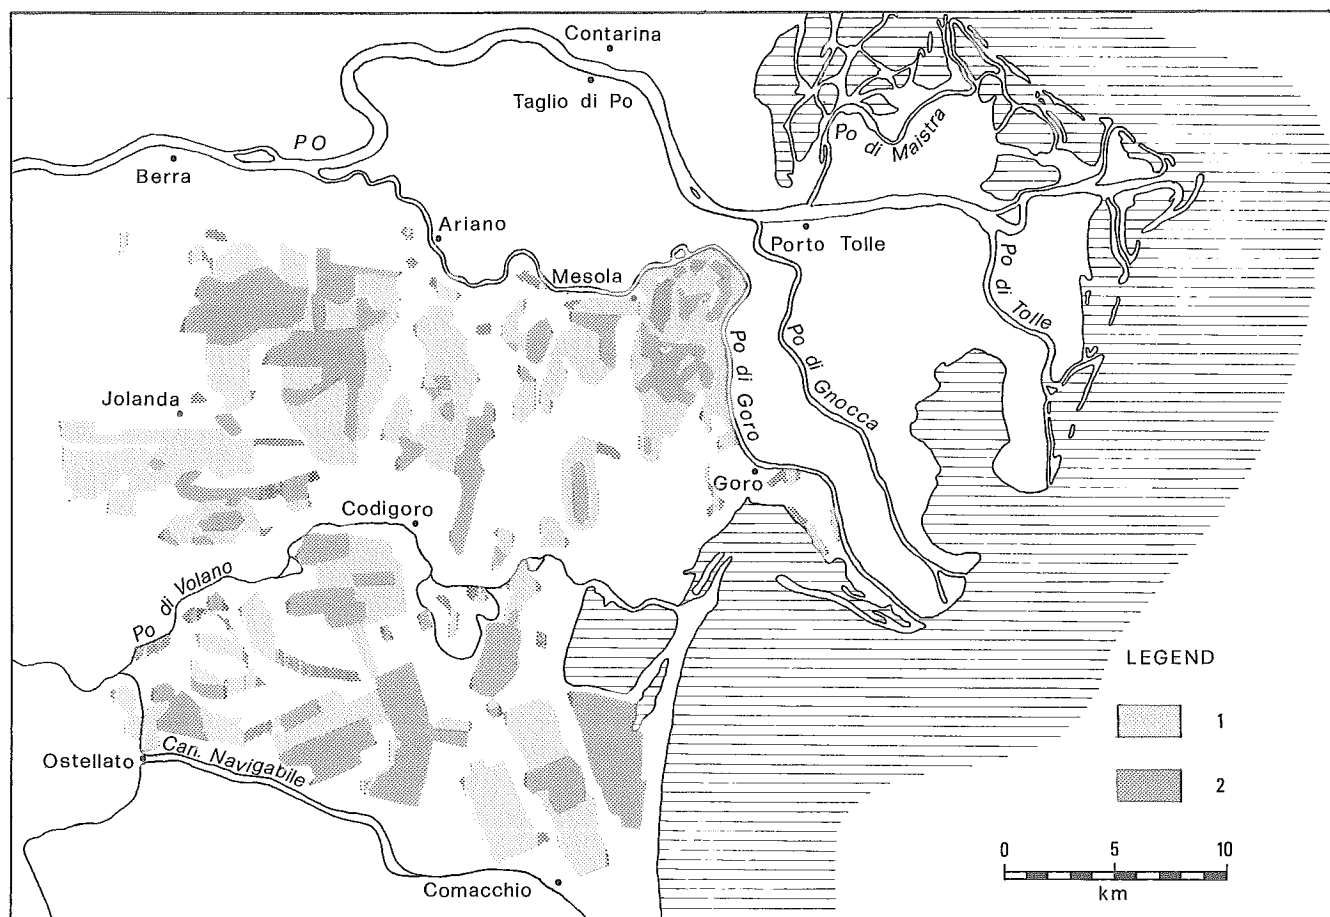 Contarina
Taglio di Po
PO
Po di Maistra
Berra
Ariano
Porto Tolle
Mesola
Po di Tolle
Po di Goro
Po di Gnocca
Jolanda
Goro
Codigoro
Po di Volano
LEGEND
1
Ostellato
Can. Navigabile
2
0 5 10
km
Comacchio